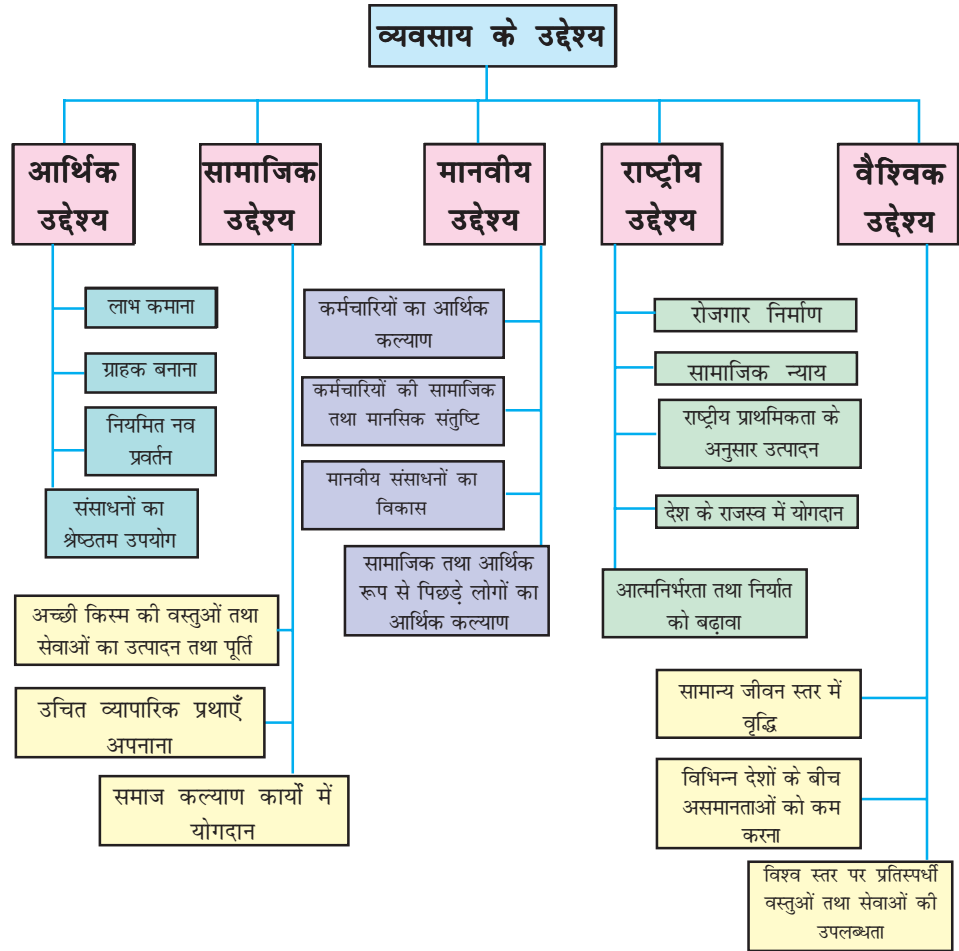 व्यवसाय के उद्देश्य
आर्थिक
उद्देश्य
सामाजिक
उद्देश्य
मानवीय
उद्देश्य
राष्ट्रीय
उद्देश्य
वैश्विक
उद्देश्य
लाभ कमाना
ग्राहक बनाना
नियमित नव
प्रवर्तन
संसाधनों का
श्रेष्ठतम उपयोग
अच्छी किस्म की वस्तुओं तथा
सेवाओं का उत्पादन तथा पूर्ति
उचित व्यापारिक प्रथाएँ
अपनाना
समाज कल्याण कार्यों में
योगदान
कर्मचारियों का आर्थिक
कल्याण
कर्मचारियों की सामाजिक
तथा मानसिक संतुष्टि
मानवीय संसाधनों का
विकास
सामाजिक तथा आर्थिक
रूप से पिछड़े लोगों का
आर्थिक कल्याण
रोजगार निर्माण
सामाजिक न्याय
राष्ट्रीय प्राथमिकता के
अनुसार उत्पादन
देश के राजस्व में योगदान
आत्मनिर्भरता तथा निर्यात
को बढ़ावा
सामान्य जीवन स्तर में
वृद्धि
विभिन्न देशों के बीच
असमानताओं को कम
करना
विश्व स्तर पर प्रतिस्पर्धी
वस्तुओं तथा सेवाओं की
उपलब्धता